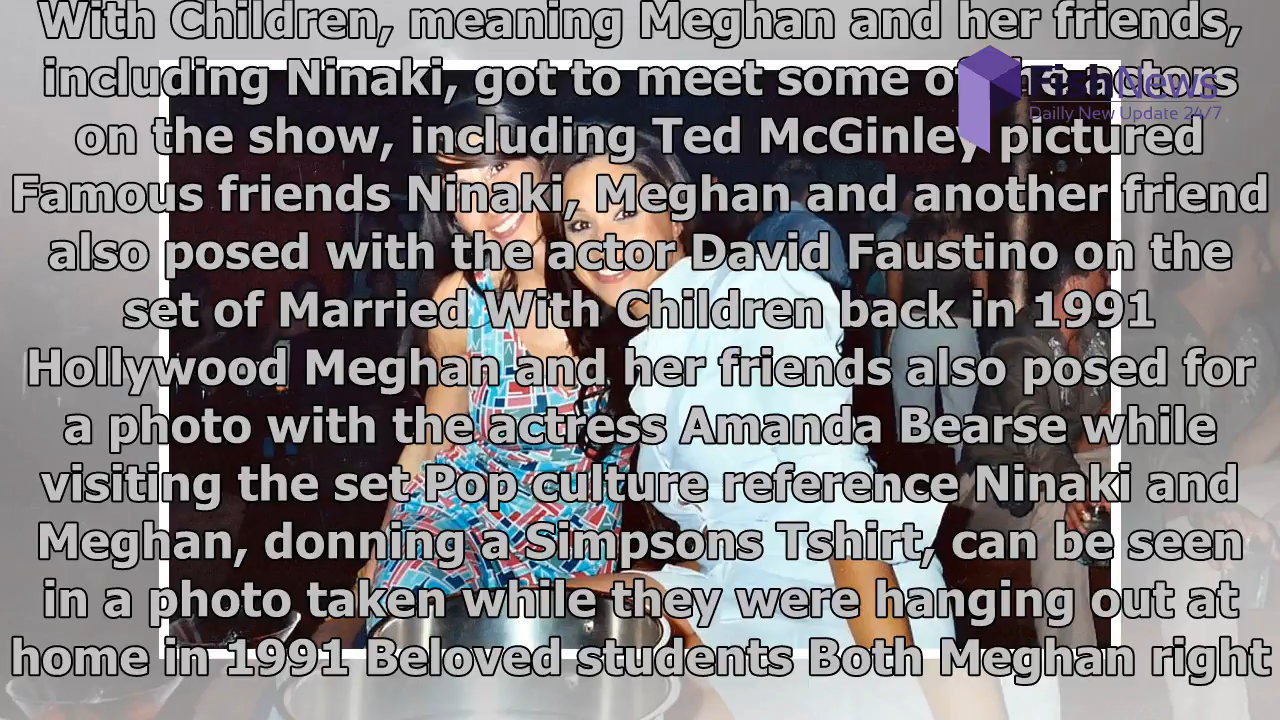 With Children, meaning Meghan and her friends,
including Ninaki, got to meet some of the actors
on the show, including Ted McGinley pictured
Famous friends Ninaki, Meghan and another friend
also posed with the actor David Faustino on the
set of Married With Children back in 1991
Hollywood Meghan and her friends also posed for
a photo with the actress Amanda Bearse while
visiting the set Pop culture reference Ninaki and
Meghan, donning a Simpsons Tshirt, can be seen
in a photo taken while they were hanging out at
home in 1991 Beloved students Both Meghan right
FishNews
Dailly New Update 24/7